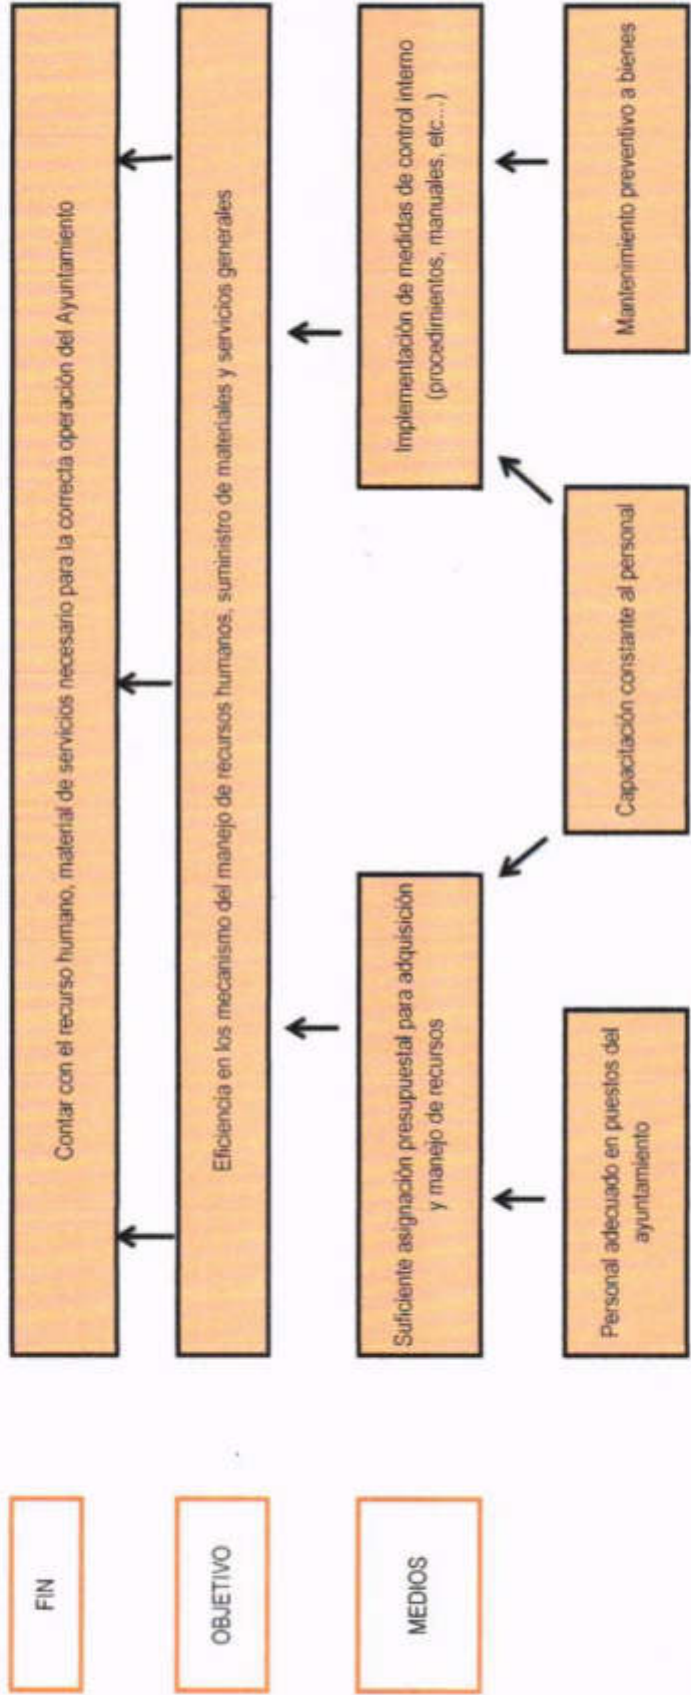 FIN
Contar con el recurso humano, material de servicios necesario para la correcta operación del Ayuntamiento
OBJETIVO
Eficiencia en los mecanismo del manejo de recursos humanos, suministro de materiales y servicios generales
MEDIOS
Suficiente asignación presupuestal para adquisición
y manejo de recursos
Implementación de medidas de control interno
(procedimientos, manuales, etc...)
Personal adecuado en puestos del
ayuntamiento
Capacitación constante al personal
Mantenimiento preventivo a bienes